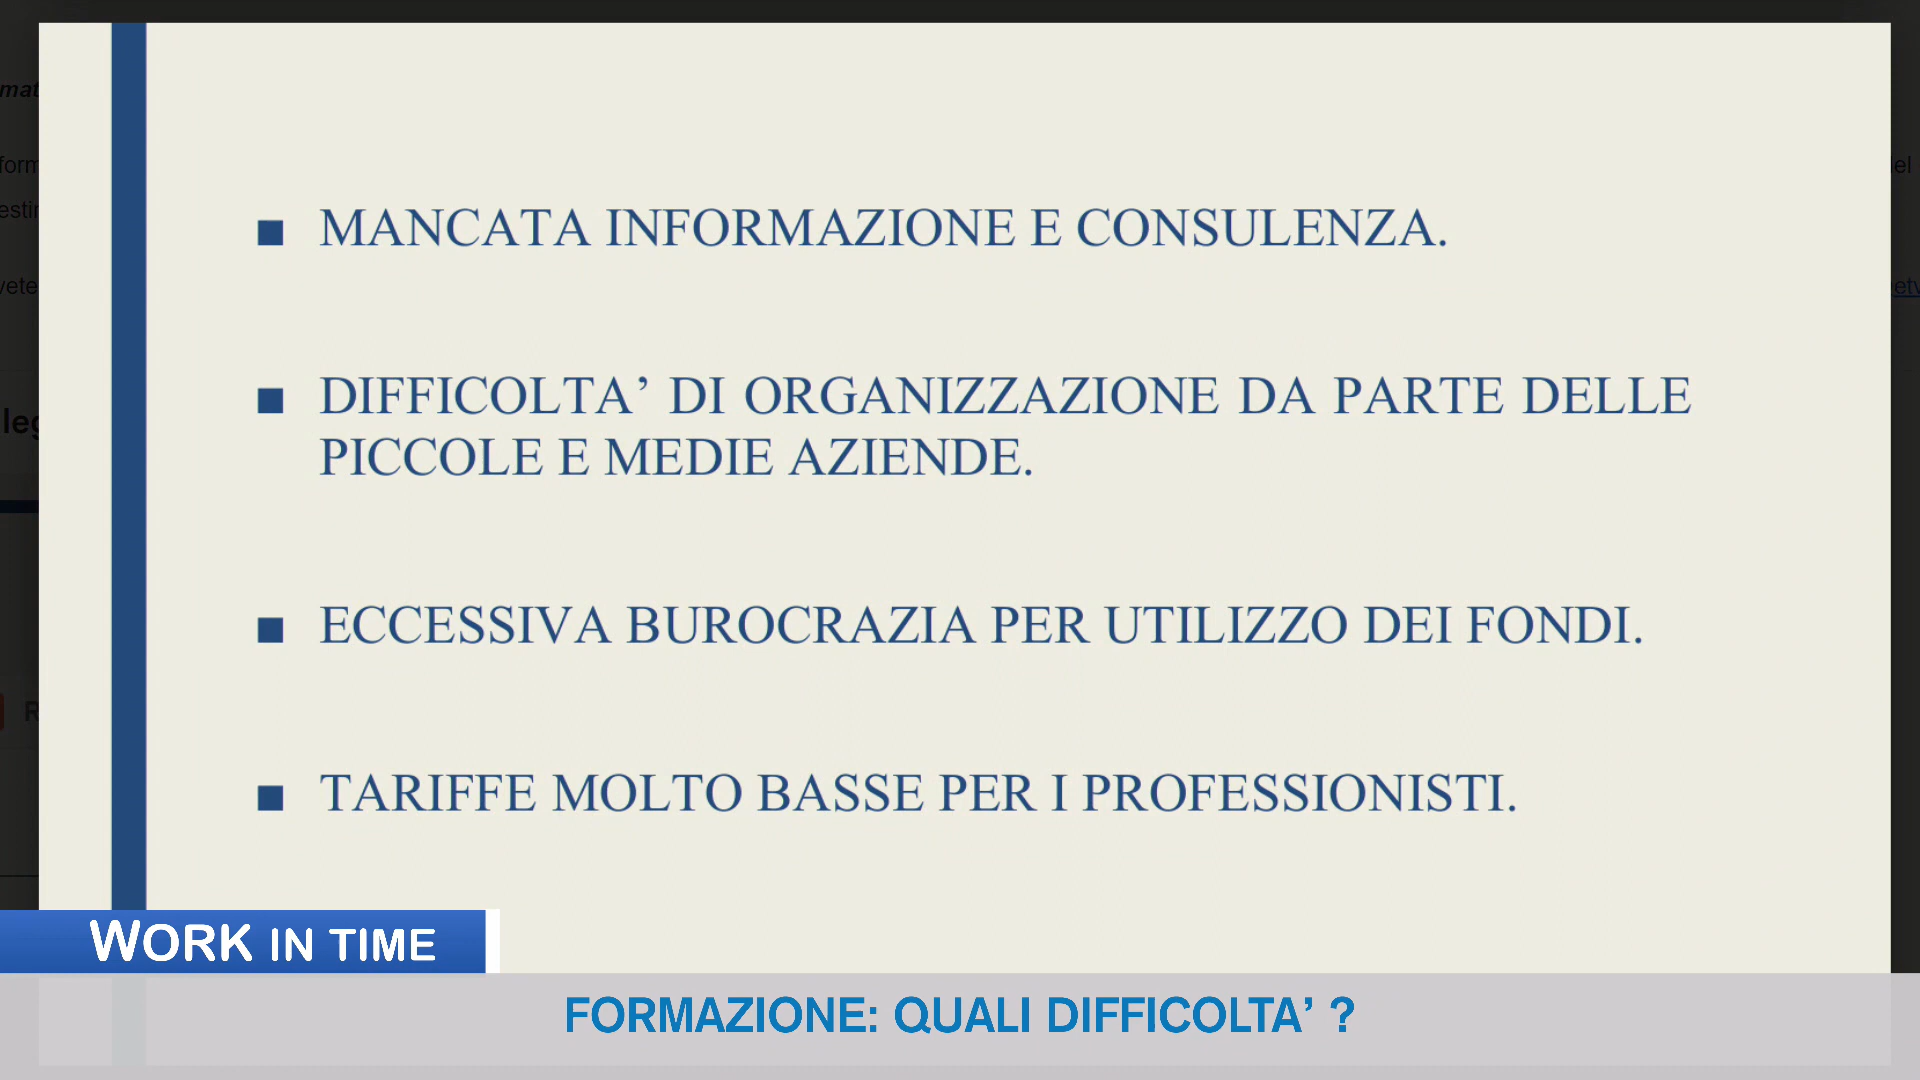 ■ MANCATA INFORMAZIONE E CONSULENZA.
■ DIFFICOLTA’ DI ORGANIZZAZIONE DA PARTE DELLE
PICCOLE E MEDIE AZIENDE.
■ ECCESSIVA BUROCRAZIA PER UTILIZZO DEI FONDI.
■ TARIFFE MOLTO BASSE PER I PROFESSIONISTI.
WORK IN TIME
FORMAZIONE: QUALI DIFFICOLTA’ ?